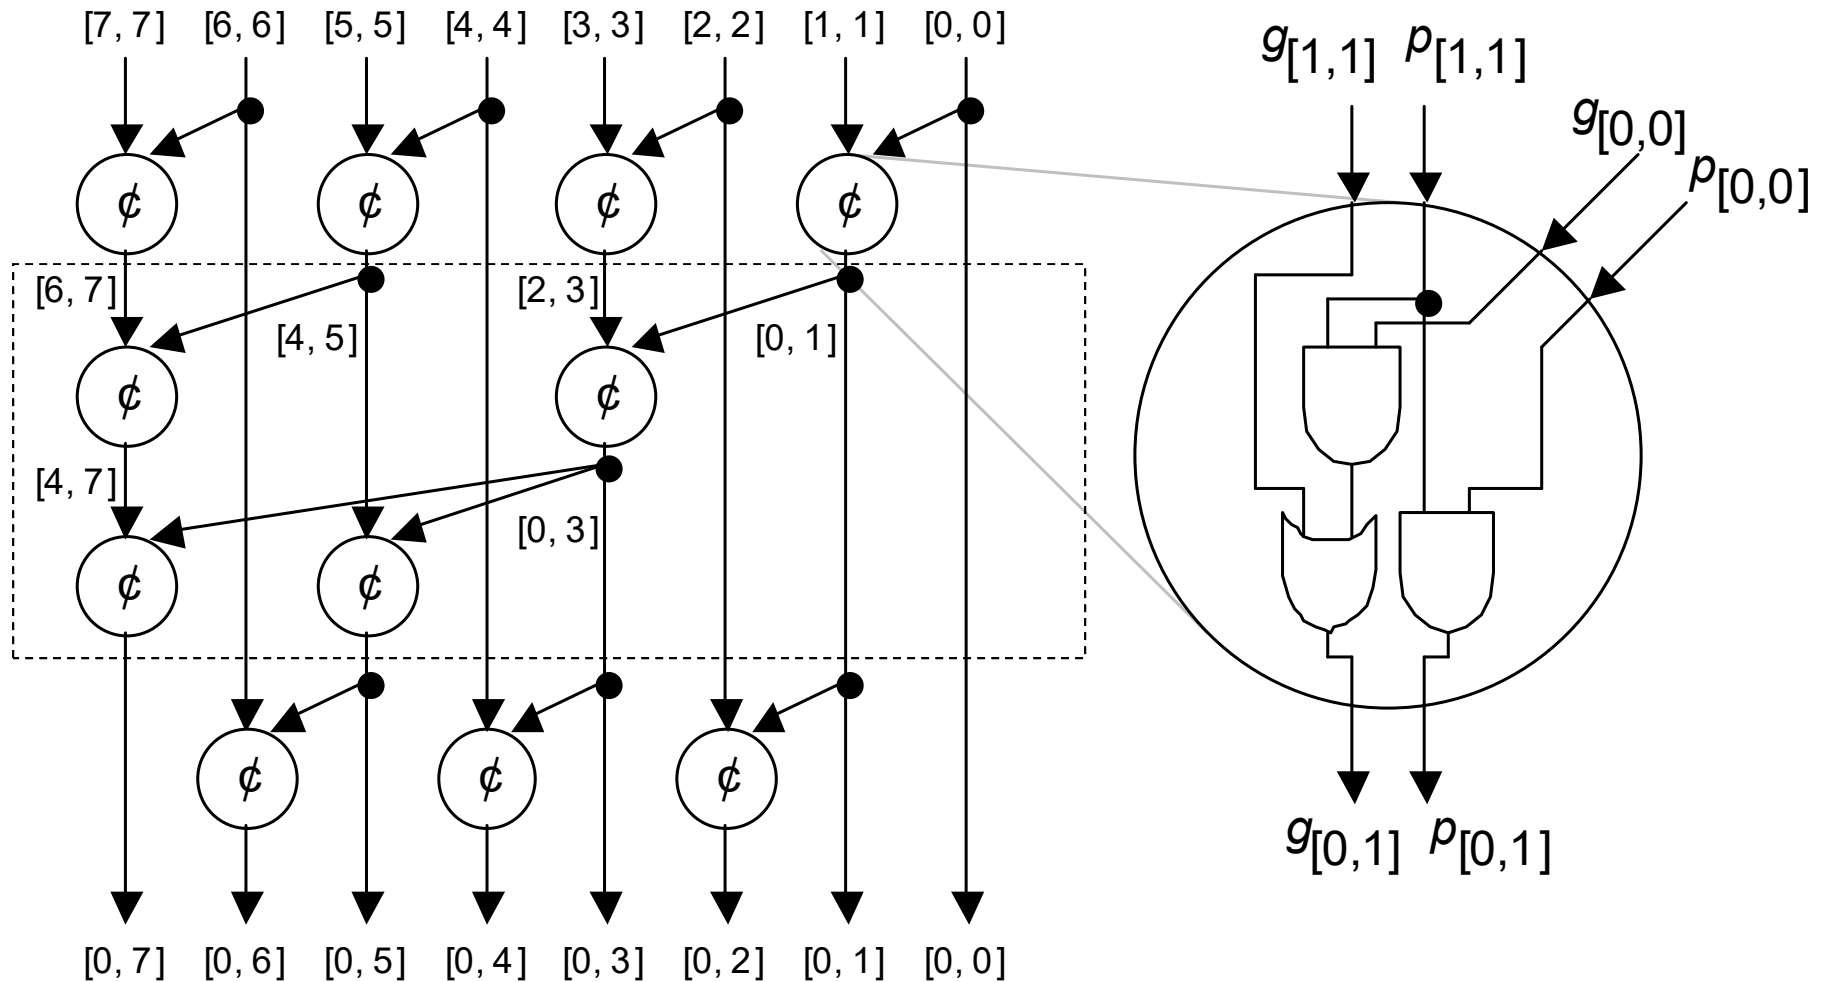 [7, 7] [6, 6] [5, 5] [4, 4] [3, 3] [2, 2] [1, 1] [0, 0]
g[1,1] p[1,1]
g[0,0]
p[0,0]
¢ ¢ ¢ ¢
[6, 7] [2, 3]
[4, 5] [0, 1]
¢ ¢
[4, 7]
[0, 3]
¢ ¢
¢ ¢ ¢
g[0,1] p[0,1]
[0, 7] [0, 6] [0, 5] [0, 4] [0, 3] [0, 2] [0, 1] [0, 0]